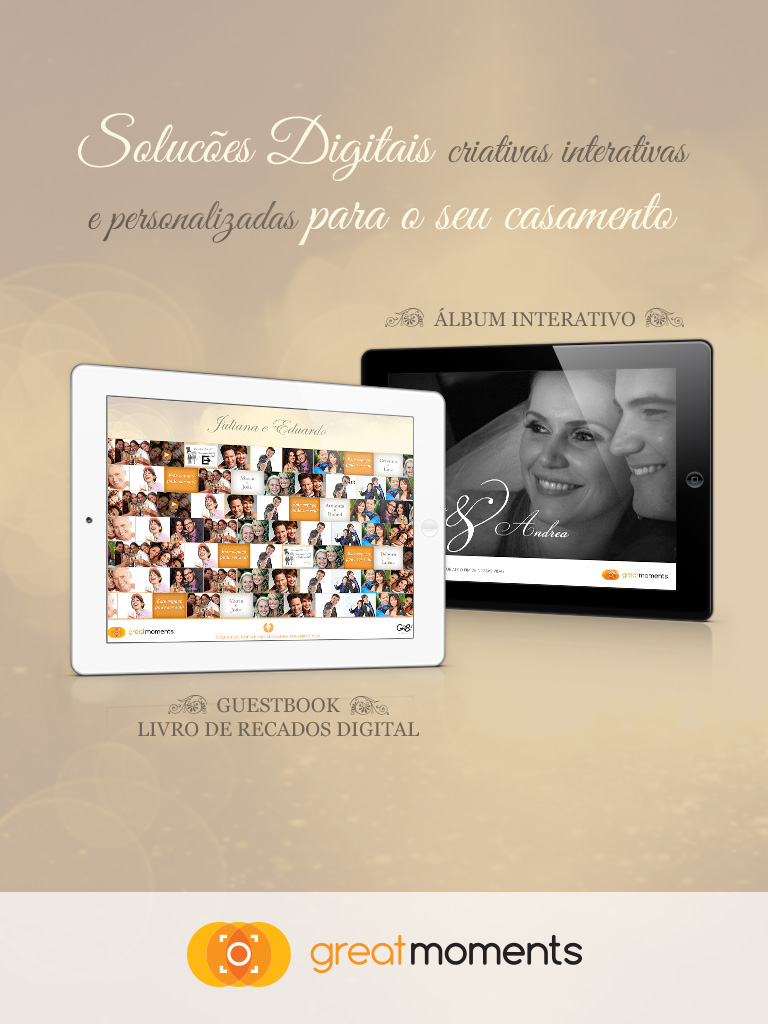 Solucões Digitais criativas interativas
e personalizadas para o seu casamento
ÁLBUM INTERATIVO
Juliana e Eduardo
& Andrea
greatmoments
greatmoments
GUESTBOOK
LIVRO DE RECADOS DIGITAL
greatmoments